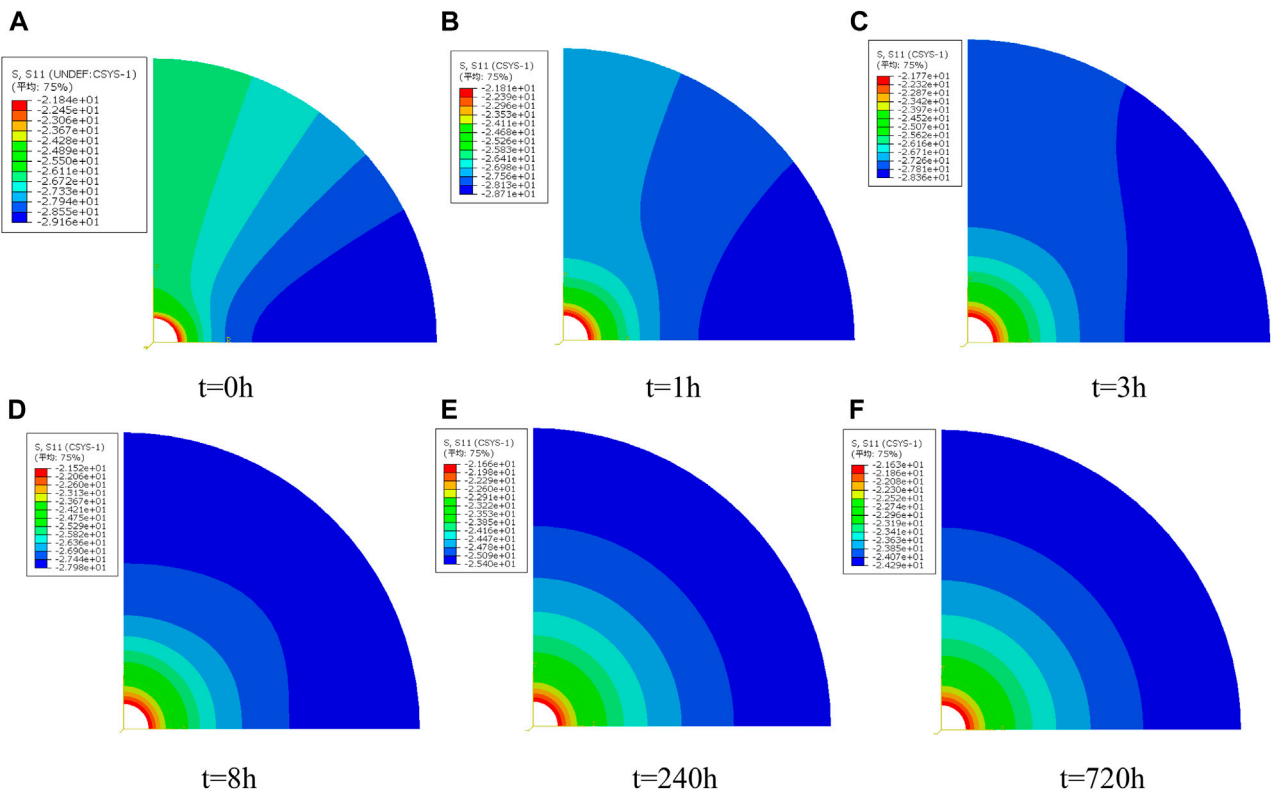 A
S, S11 (UNDEF:CSYS-1)
(平均: 75%)
-2.184e+01
-2.245e+01
-2.306e+01
-2.367e+01
-2.428e+01
-2.489e+01
-2.550e+01
-2.611e+01
-2.672e+01
-2.733e+01
-2.794e+01
-2.855e+01
-2.916e+01
R
t=0h
B
S, S11 (CSYS-1)
(平均: 75%)
-2.181e+01
-2.239e+01
-2.296e+01
-2.353e+01
-2.411e+01
-2.468e+01
-2.526e+01
-2.583e+01
-2.641e+01
-2.698e+01
-2.756e+01
-2.813e+01
-2.871e+01
t=1h
C
S, S11 (CSYS-1)
(平均: 75%)
-2.177e+01
-2.232e+01
-2.287e+01
-2.342e+01
-2.397e+01
-2.452e+01
-2.507e+01
-2.562e+01
-2.616e+01
-2.671e+01
-2.726e+01
-2.781e+01
-2.836e+01
t=3h
D
S, S11 (CSYS-1)
(平均: 75%)
-2.152e+01
-2.206e+01
-2.260e+01
-2.313e+01
-2.367e+01
-2.421e+01
-2.475e+01
-2.529e+01
-2.582e+01
-2.636e+01
-2.690e+01
-2.744e+01
-2.798e+01
t=8h
E
S, S11 (CSYS-1)
(平均: 75%)
-2.166e+01
-2.198e+01
-2.229e+01
-2.260e+01
-2.291e+01
-2.322e+01
-2.353e+01
-2.385e+01
-2.416e+01
-2.447e+01
-2.478e+01
-2.509e+01
-2.540e+01
t=240h
F
S, S11 (CSYS-1)
(平均: 75%)
-2.163e+01
-2.186e+01
-2.208e+01
-2.230e+01
-2.252e+01
-2.274e+01
-2.296e+01
-2.319e+01
-2.341e+01
-2.363e+01
-2.385e+01
-2.407e+01
-2.429e+01
t=720h